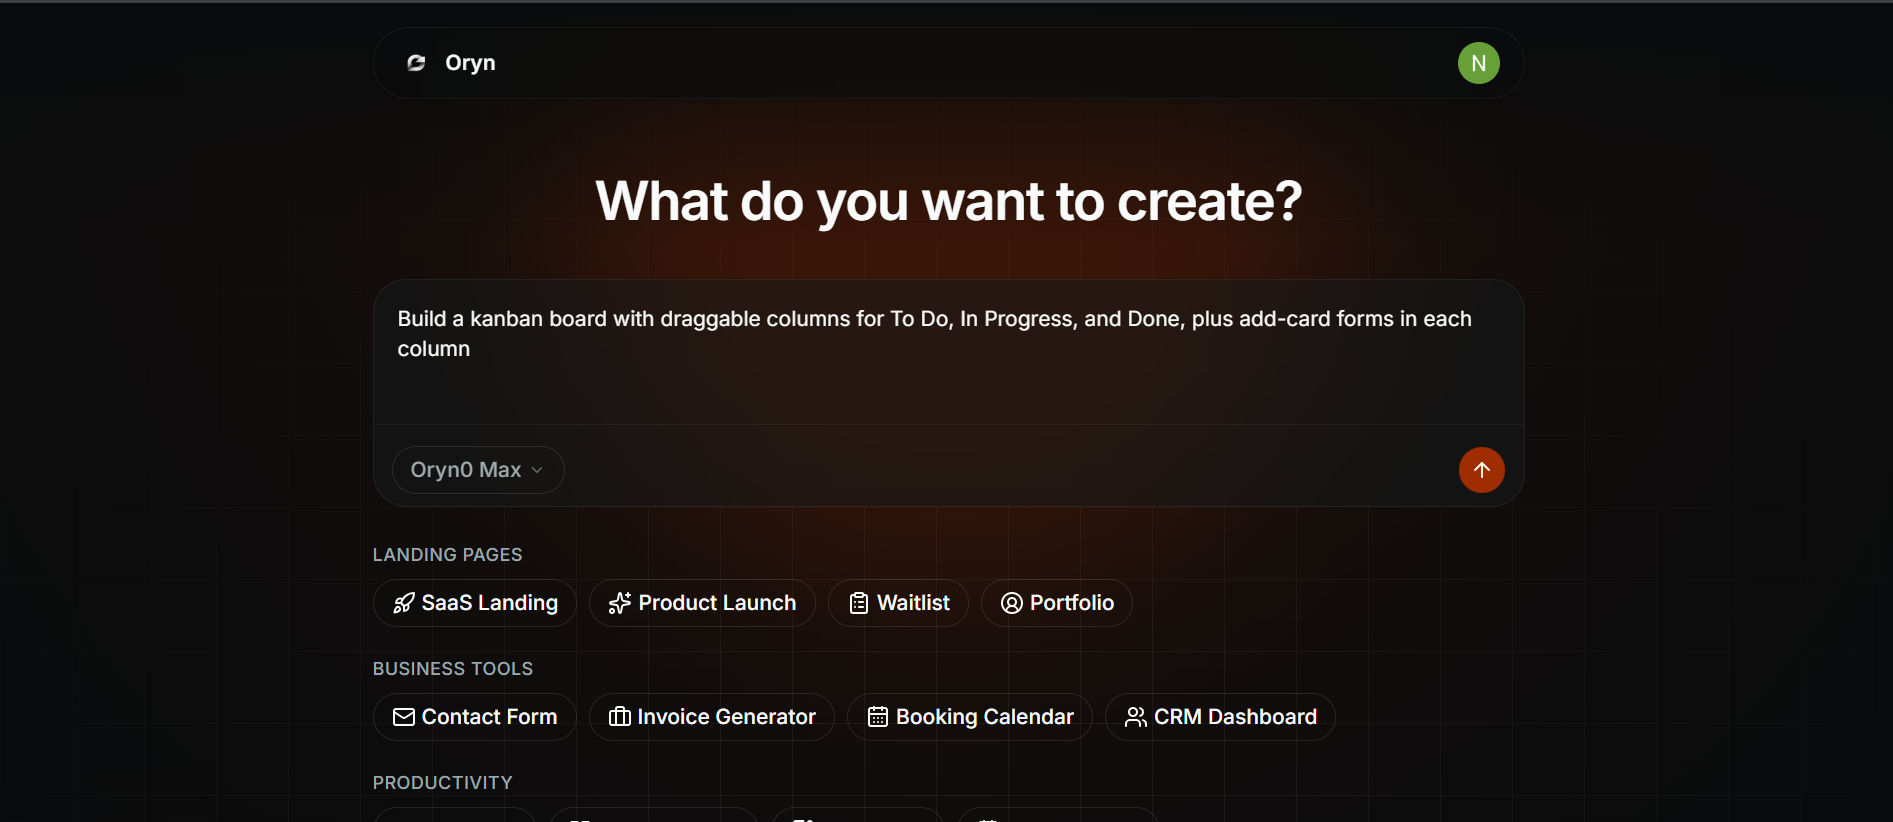 Oryn
N
What do you want to create?
Build a kanban board with draggable columns for To Do, In Progress, and Done, plus add-card forms in each
column
Oryn0 Max
LANDING PAGES
SaaS Landing
Product Launch
Waitlist
Portfolio
BUSINESS TOOLS
Contact Form
Invoice Generator
Booking Calendar
CRM Dashboard
PRODUCTIVITY